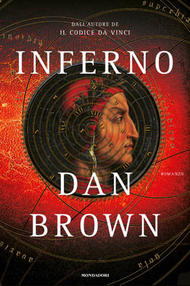 DALL'AUTORE DE
IL CODICE DA VINCI
INFERNO
ROMANZO
DAN
BROWN
MONDADORI